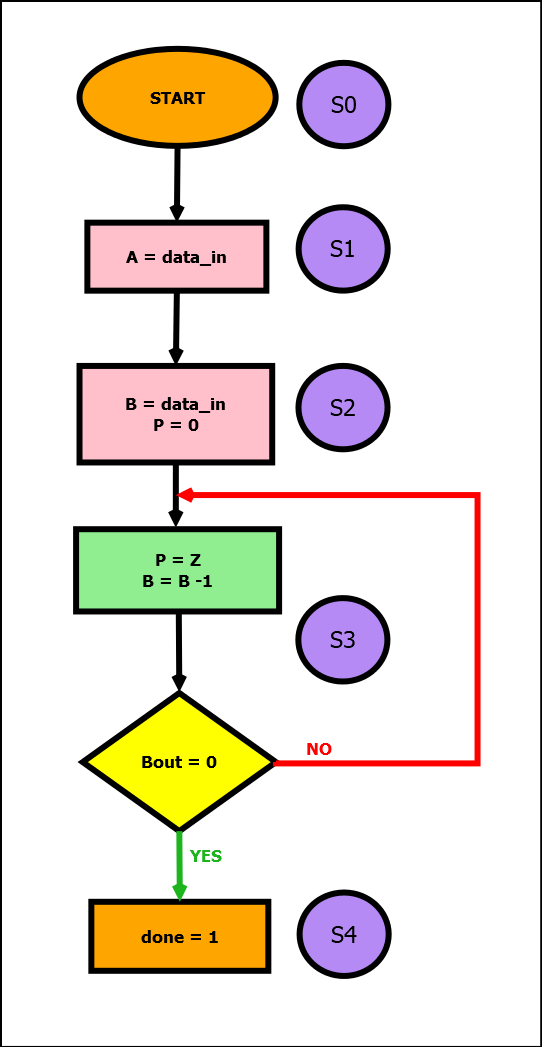 START
S0
A = data_in
S1
B = data_in
P = 0
S2
P = Z
B = B -1
S3
Bout = 0
NO
YES
done = 1
S4